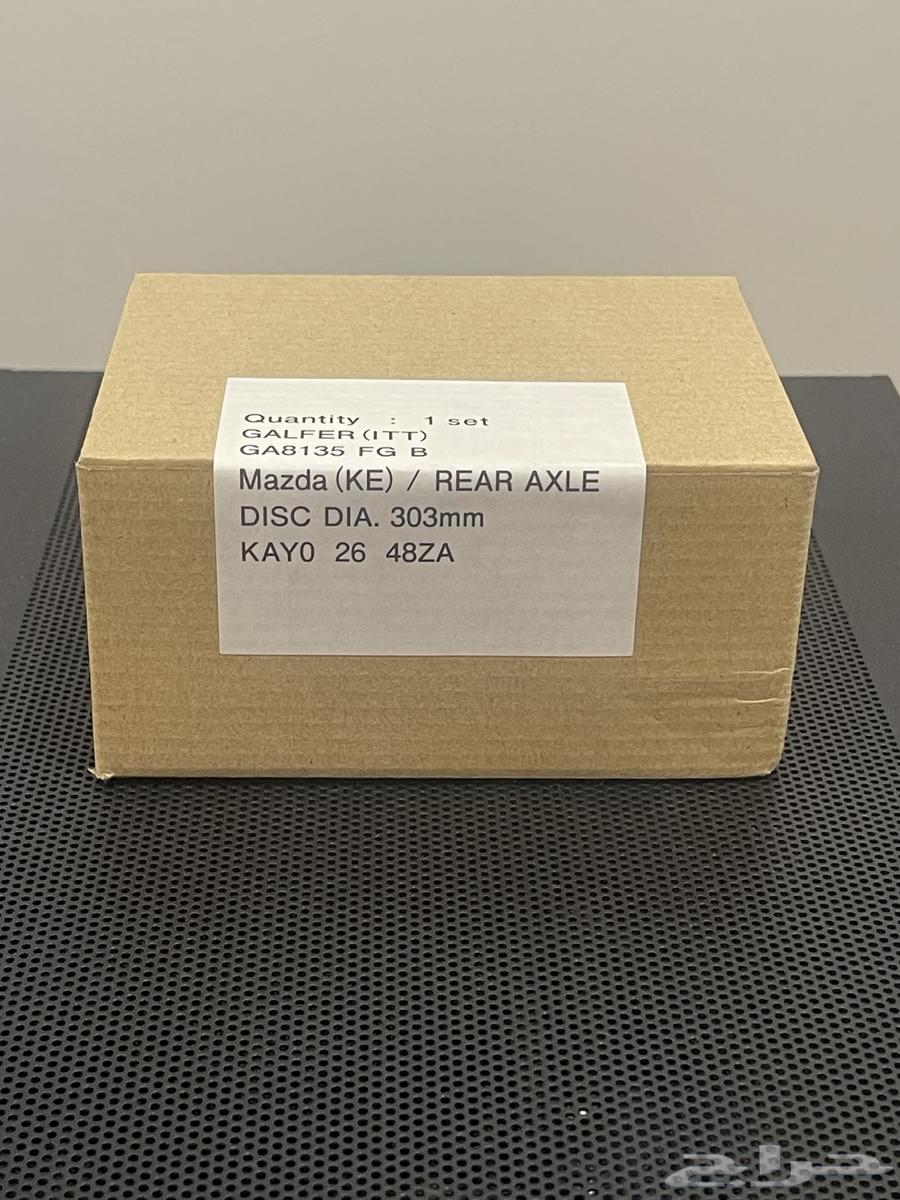 Quantity : 1 set
GALFER (ITT)
GA8135 FG B
Mazda (KE) / REAR AXLE
DISC DIA. 303mm
KAY0 26 48ZA
حراج